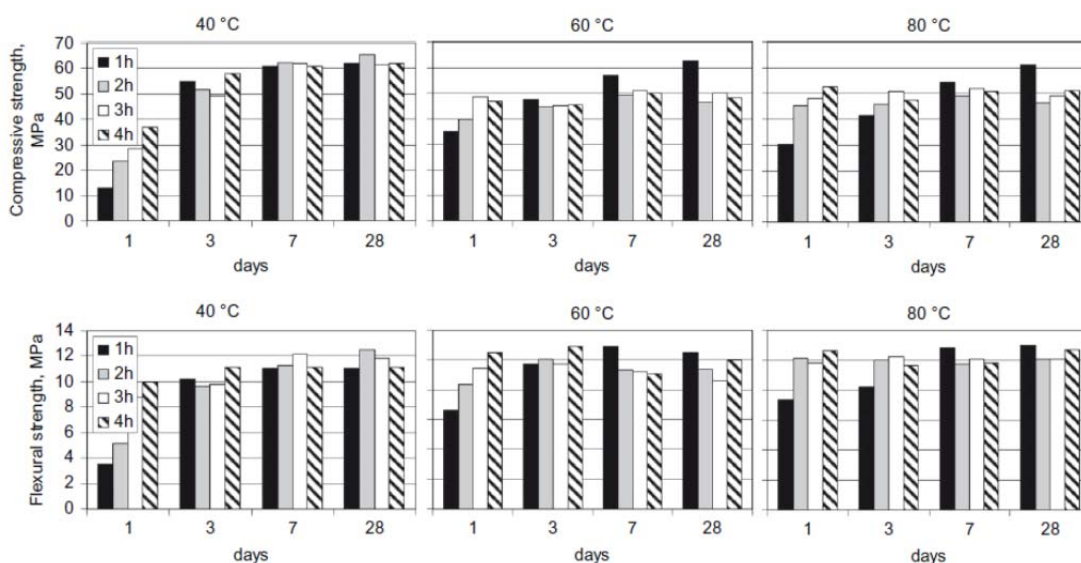 40 °C 60 °C 80 °C
Compressive strength, MPa
70
60
50
40
30
20
10
0
1h
2h
3h
4h
1 3 7 28 1 3 7 28 1 3 7 28
days days days
40 °C 60 °C 80 °C
Flexural strength, MPa
14
12
10
8
6
4
2
0
1h
2h
3h
4h
1 3 7 28 1 3 7 28 1 3 7 28
days days days